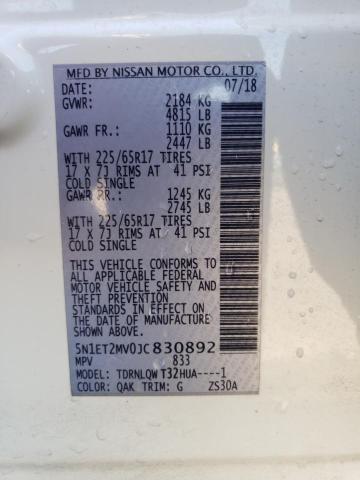 MFD BY NISSAN MOTOR CO., LTD.
DATE: 07/18
GVWR: 2184 KG
4815 LB
GAWR FR.: 1110 KG
2447 LB
WITH 225/65R17 TIRES
17 X 7J RIMS AT 41 PSI
COLD SINGLE
GAWR RR.: 1245 KG
2745 LB
WITH 225/65R17 TIRES
17 X 7J RIMS AT 41 PSI
COLD SINGLE
THIS VEHICLE CONFORMS TO
ALL APPLICABLE FEDERAL
MOTOR VEHICLE SAFETY
STANDARDS IN EFFECT
ON THE DATE OF
MANUFACTURE SHOWN
ABOVE.
5N1ET2MV0JC830892
MPV 833
MODEL: TDRNLQW T32HUA----1
COLOR: QAK TRIM: G ZS30A